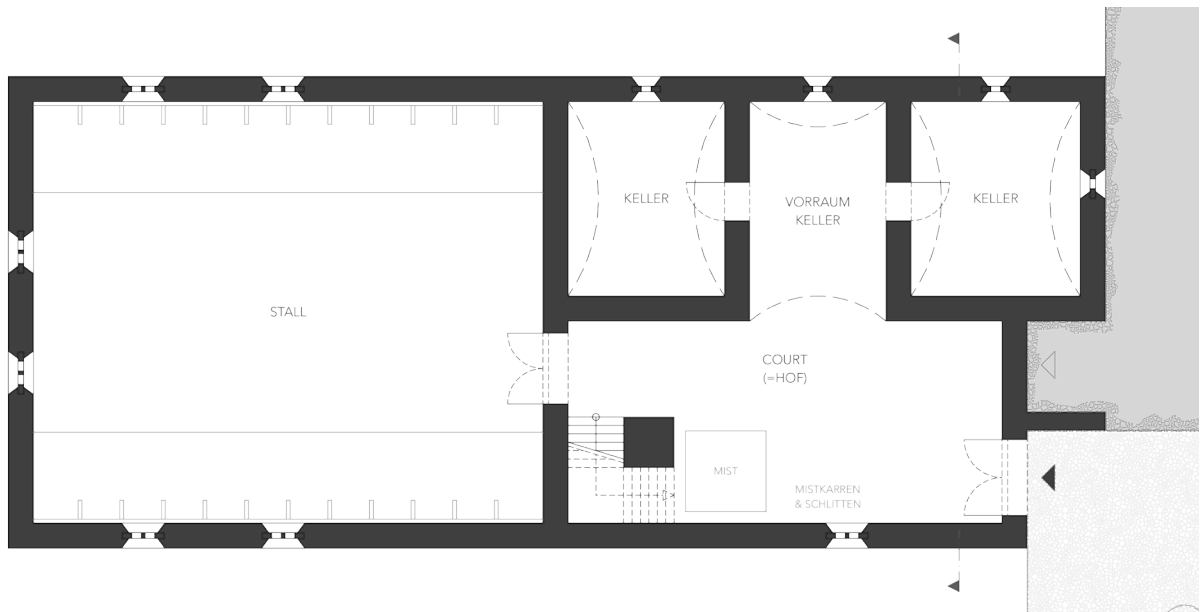 KELLER
VORRAUM
KELLER
KELLER
STALL
COURT
(=HOF)
MIST
MISTKARREN
& SCHLITTEN